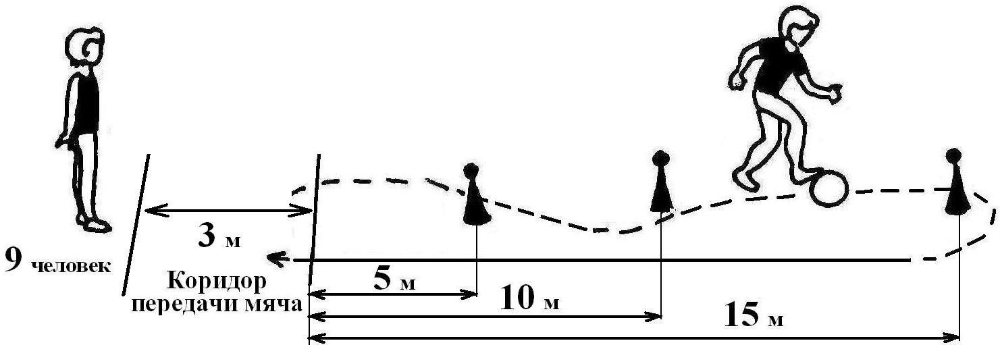 3 м
9 человек
Коридор
передачи мяча
5 м
10 м
15 м